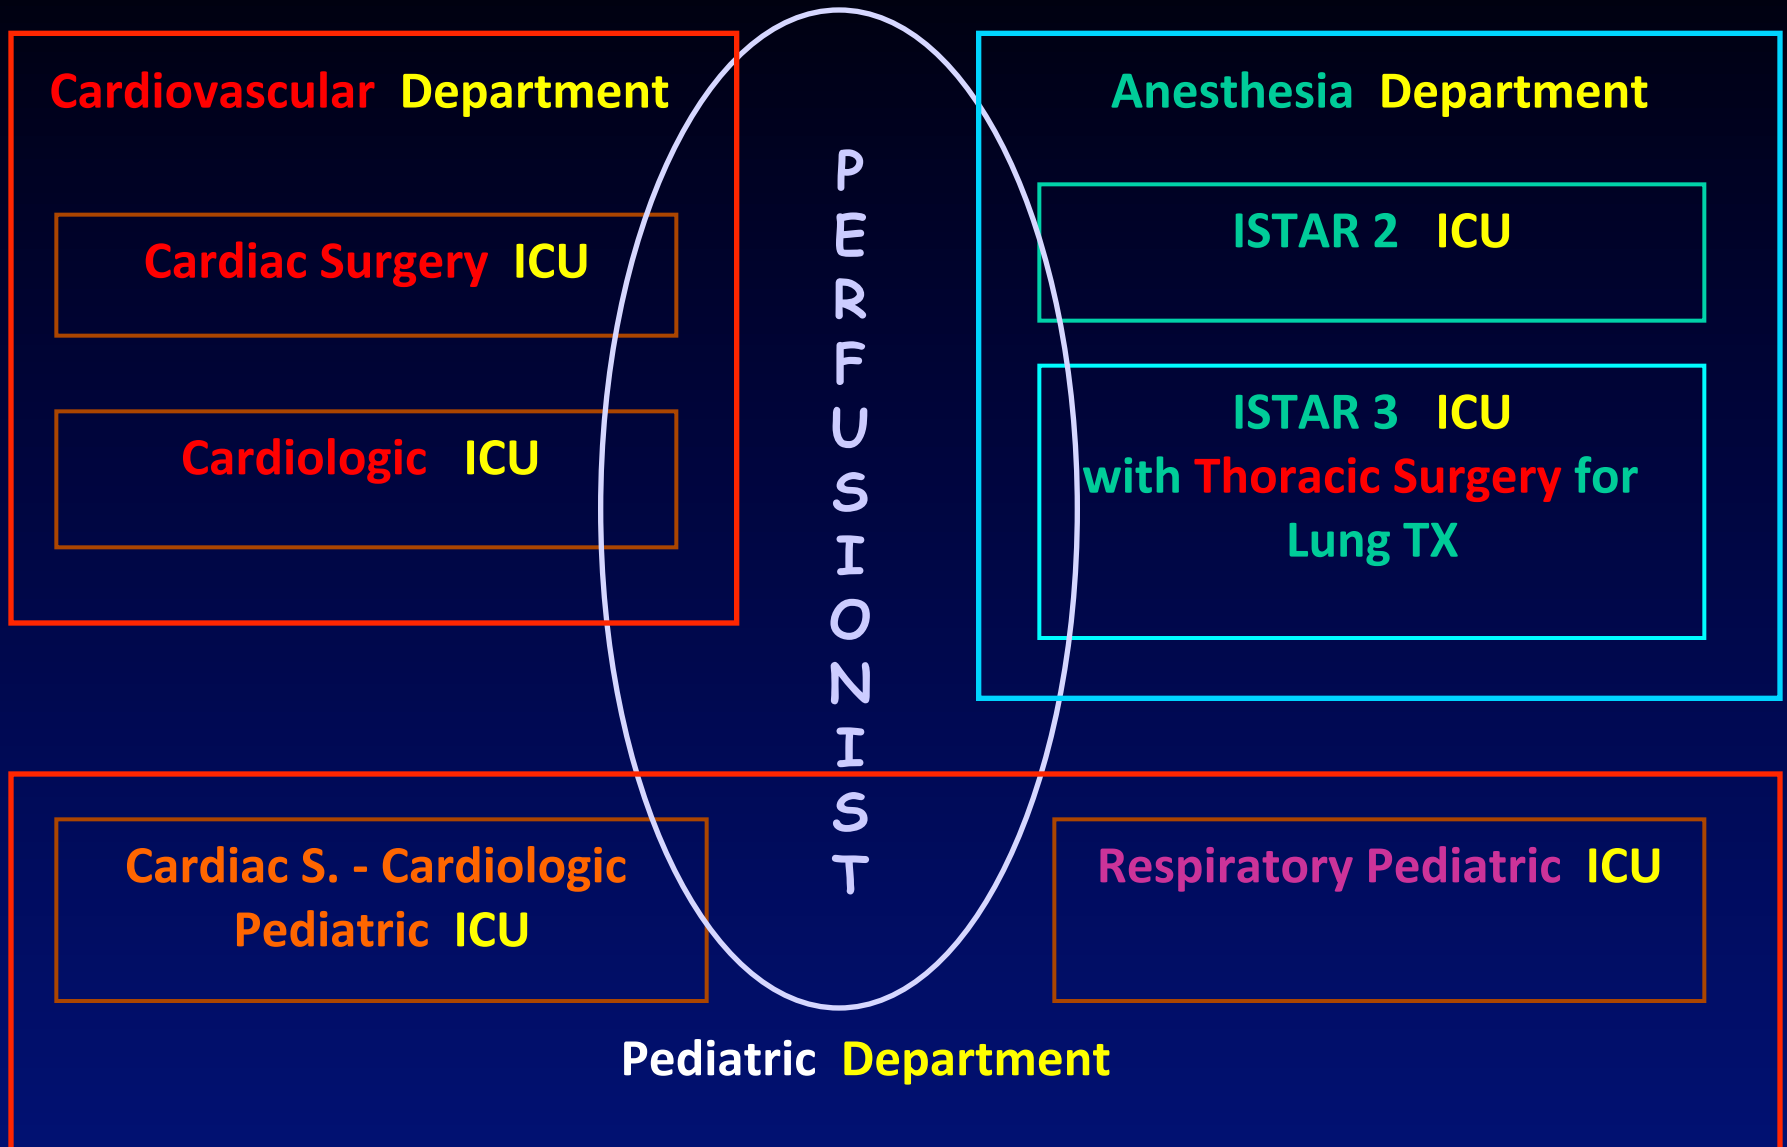 Cardiovascular Department
Cardiac Surgery ICU
Cardiologic ICU
PERFUSIONIST
Anesthesia Department
ISTAR 2 ICU
ISTAR 3 ICU
with Thoracic Surgery for
Lung TX
Cardiac S. - Cardiologic
Pediatric ICU
Respiratory Pediatric ICU
Pediatric Department